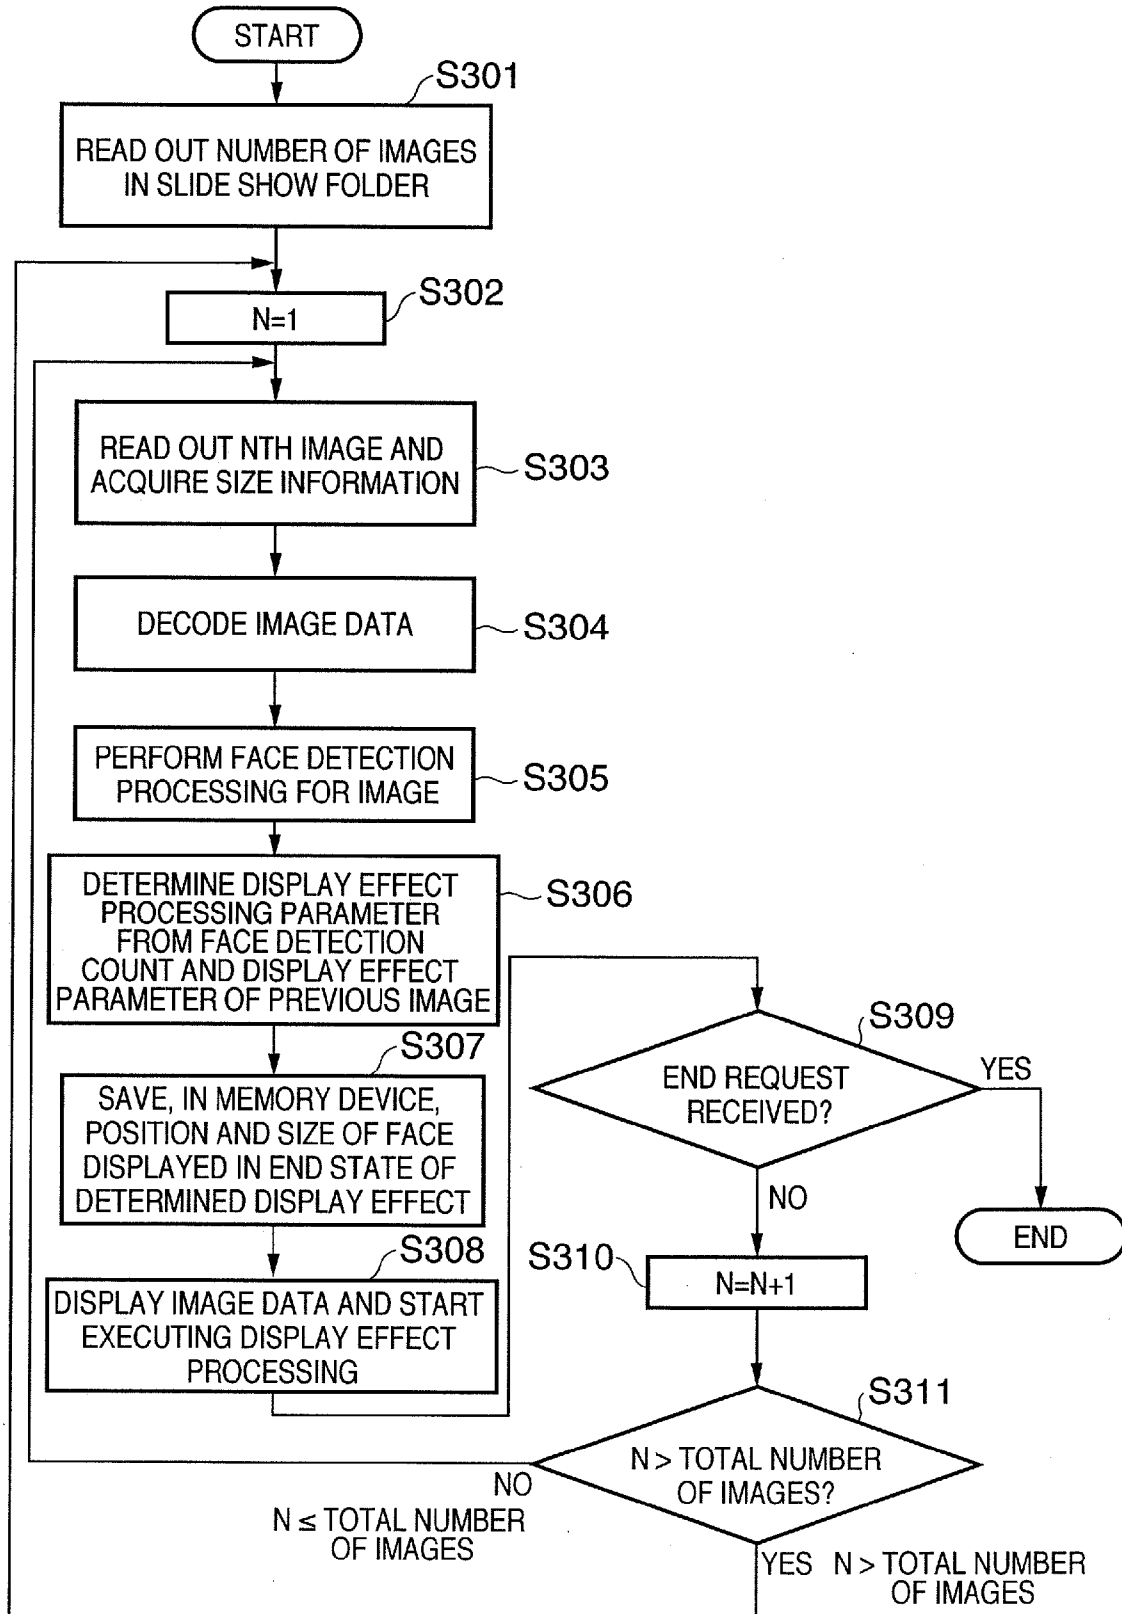 START
S301
READ OUT NUMBER OF IMAGES
IN SLIDE SHOW FOLDER
S302
N=1
READ OUT NTH IMAGE AND
ACQUIRE SIZE INFORMATION
S303
DECODE IMAGE DATA
S304
PERFORM FACE DETECTION
PROCESSING FOR IMAGE
S305
DETERMINE DISPLAY EFFECT
PROCESSING PARAMETER
FROM FACE DETECTION
COUNT AND DISPLAY EFFECT
PARAMETER OF PREVIOUS IMAGE
S306
S307
SAVE, IN MEMORY DEVICE,
POSITION AND SIZE OF FACE
DISPLAYED IN END STATE OF
DETERMINED DISPLAY EFFECT
S308
DISPLAY IMAGE DATA AND START
EXECUTING DISPLAY EFFECT
PROCESSING
S309
END REQUEST
RECEIVED?
YES
END
NO
S310
N=N+1
S311
N > TOTAL NUMBER
OF IMAGES?
NO
N ≤ TOTAL NUMBER
OF IMAGES
YES N > TOTAL NUMBER
OF IMAGES